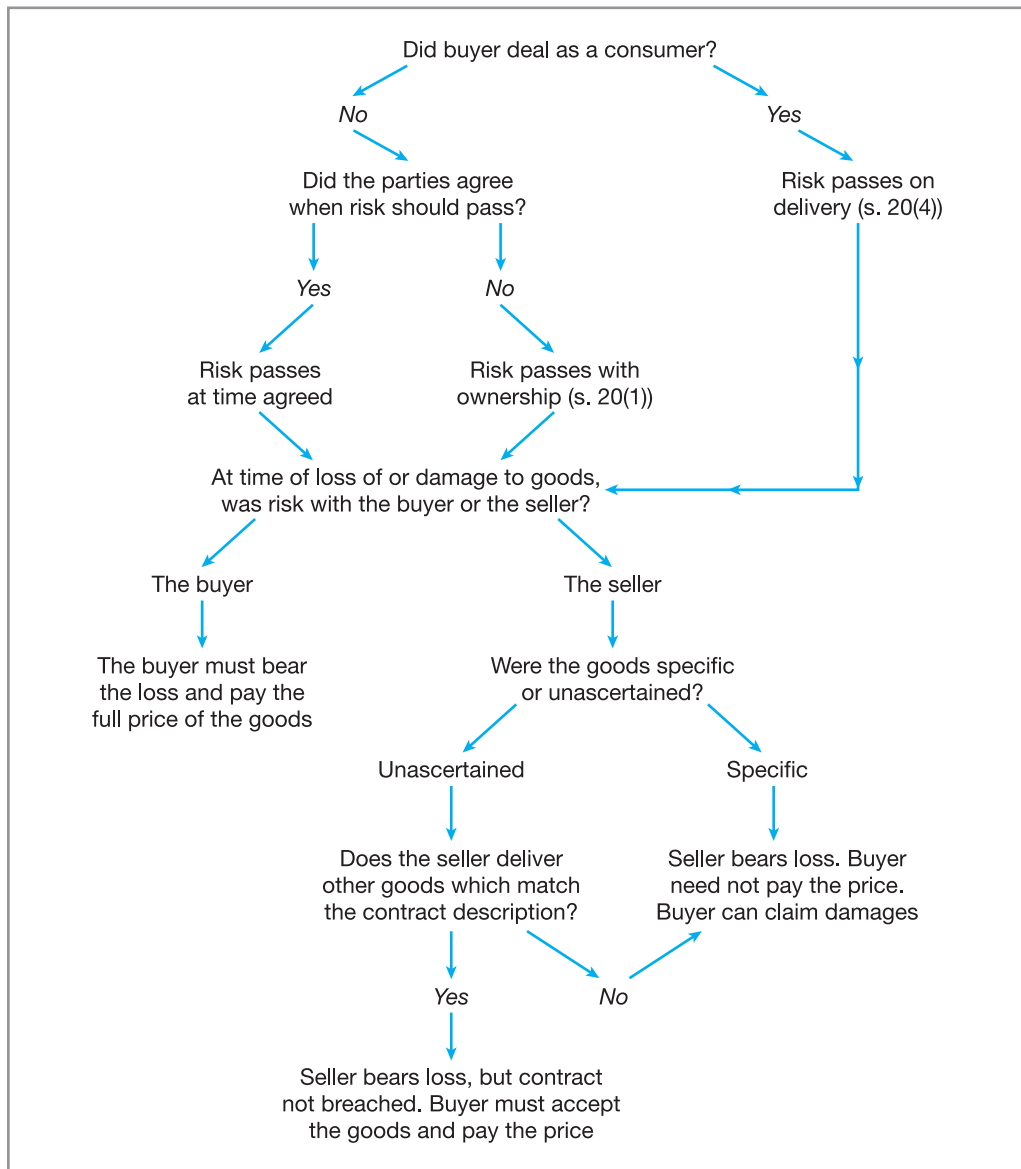 Did buyer deal as a consumer?
No
Yes
Did the parties agree
when risk should pass?
Risk passes on
delivery (s. 20(4))
Yes
No
Risk passes
at time agreed
Risk passes with
ownership (s. 20(1))
At time of loss of or damage to goods,
was risk with the buyer or the seller?
The buyer
The seller
The buyer must bear
the loss and pay the
full price of the goods
Were the goods specific
or unascertained?
Unascertained
Specific
Does the seller deliver
other goods which match
the contract description?
Seller bears loss. Buyer
need not pay the price.
Buyer can claim damages
Yes
No
Seller bears loss, but contract
not breached. Buyer must accept
the goods and pay the price